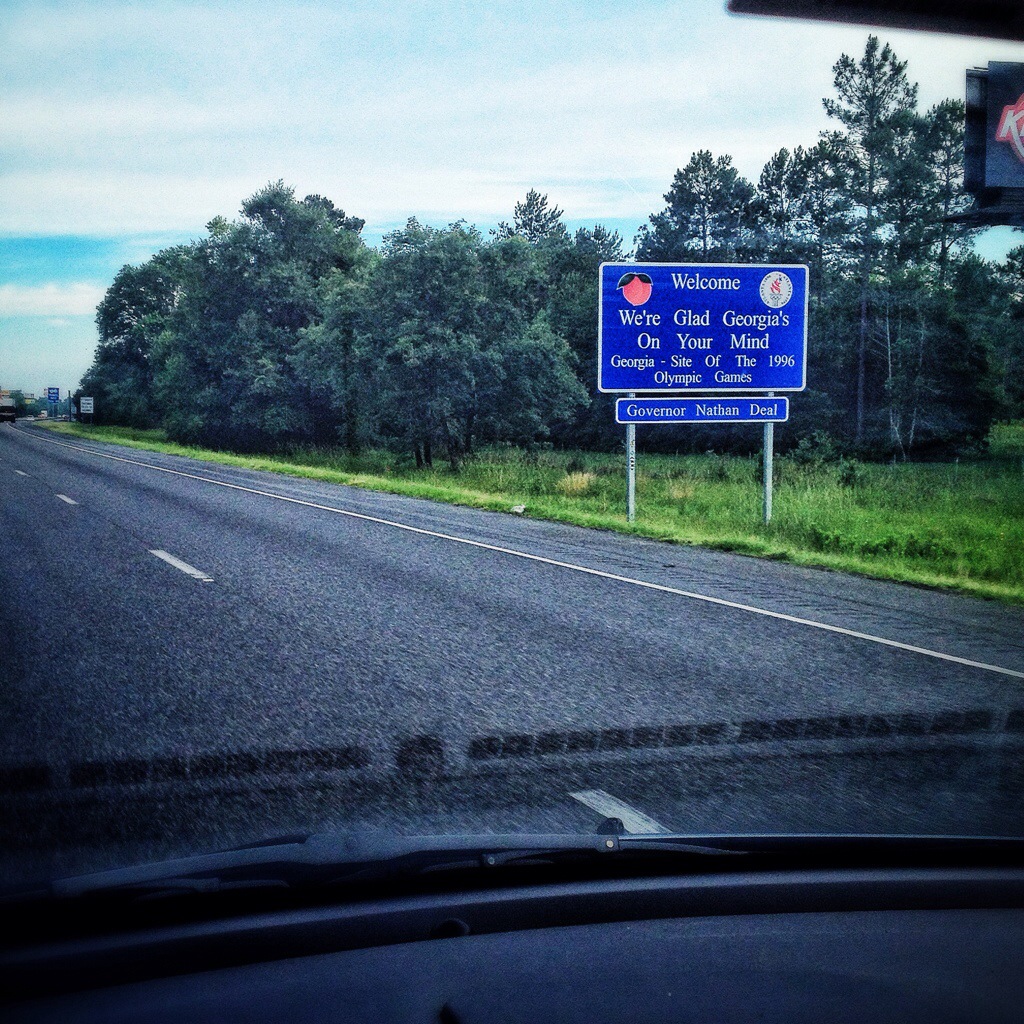 Welcome
We're Glad Georgia's
On Your Mind
Georgia - Site Of The 1996
Olympic Games
Governor Nathan Deal